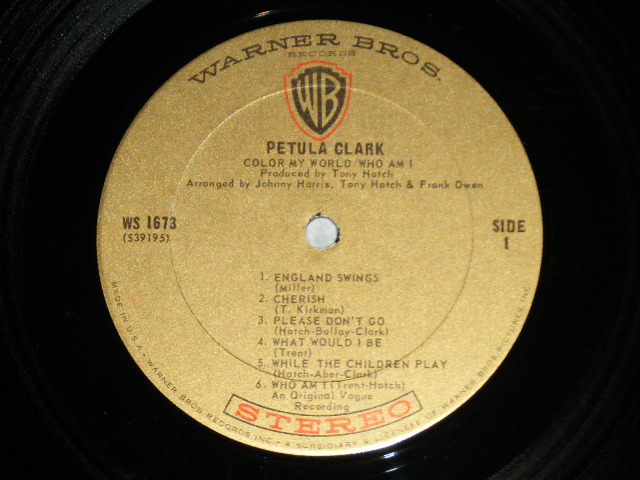 WARNER BROS.
RECORDS
WB
PETULA CLARK
COLOR MY WORLD/WHO AM I
Produced by Tony Hatch
Arranged by Johnny Harris, Tony Hatch & Frank Owen
WS 1673
(S39195)
SIDE
1
1. ENGLAND SWINGS
(Miller)
2. CHERISH
(T. Kirkman)
3. PLEASE DON'T GO
(Hatch-Ballay-Clark)
4. WHAT WOULD I BE
(Trent)
5. WHILE THE CHILDREN PLAY
(Hatch-Aber-Clark)
6. WHO AM I (Trent-Hatch)
An Original Vogue
Recording
STEREO
MADE IN U.S.A. • WARNER BROS. RECORDS INC. • A SUBSIDIARY & LICENSEE OF WARNER BROS. PICTURES, INC.